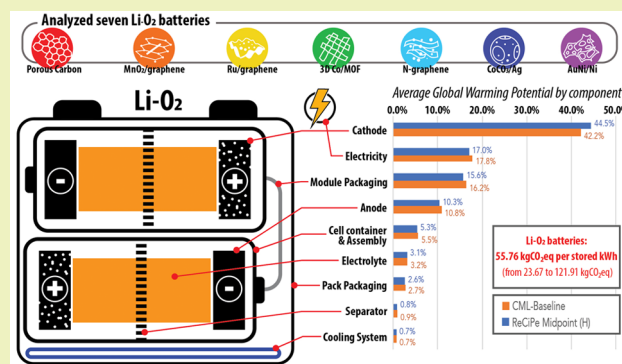 Analyzed seven Li-O₂ batteries
Porous Carbon
MnO₂/graphene
Ru/graphene
3D Co/MOF
N-graphene
CoCO₃/Ag
AuNi/Ni
Li-O₂
Average Global Warming Potential by component
0.0% 10.0% 20.0% 30.0% 40.0% 50.0%
Cathode
44.5%
42.2%
Electricity
17.0%
17.8%
Module Packaging
15.6%
16.2%
Anode
10.3%
10.8%
Cell container
& Assembly
5.3%
5.5%
Electrolyte
3.1%
3.2%
Pack Packaging
2.6%
2.7%
Separator
0.8%
0.9%
Cooling System
0.7%
0.7%
Li-O₂ batteries:
55.76 kgCO₂eq per stored kWh
(from 23.67 to 121.91 kgCO₂eq)
CML-Baseline
ReCiPe Midpoint (H)